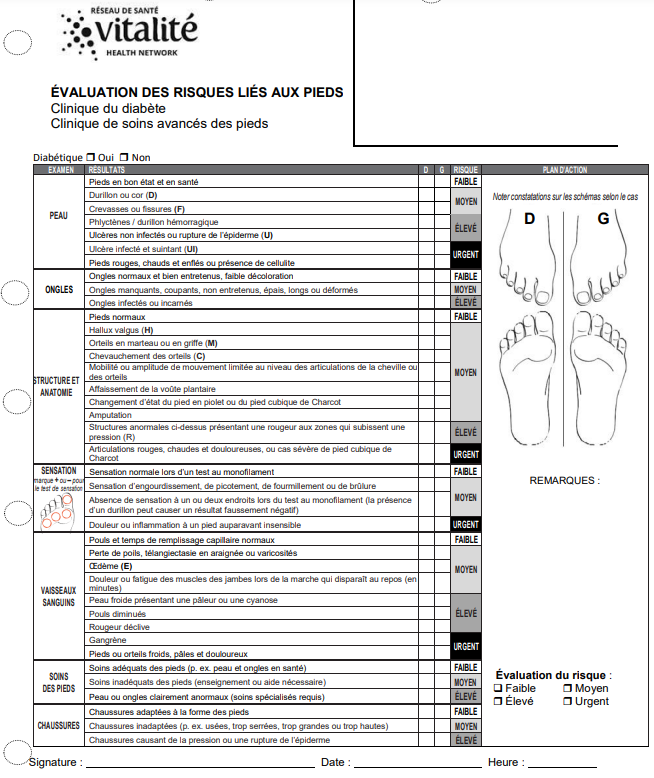 RÉSEAU DE SANTÉ
vitalité
HEALTH NETWORK
ÉVALUATION DES RISQUES LIÉS AUX PIEDS
Clinique du diabète
Clinique de soins avancés des pieds
Diabétique ❒ Oui ❒ Non
EXAMEN RÉSULTATS D G RISQUE PLAN D'ACTION
PEAU
Pieds en bon état et en santé FAIBLE
Durillon ou cor (D) MOYEN
Crevasses ou fissures (F)
Phlyctènes / durillon hémorragique ÉLEVÉ
Ulcères non infectés ou rupture de l'épiderme (U)
Ulcère infecté et suintant (UI) URGENT
Pieds rouges, chauds et enflés ou présence de cellulite
ONGLES
Ongles normaux et bien entretenus, faible décoloration FAIBLE
Ongles manquants, coupants, non entretenus, épais, longs ou déformés MOYEN
Ongles infectés ou incarnés ÉLEVÉ
STRUCTURE ET
ANATOMIE
Pieds normaux FAIBLE
Hallux valgus (H) MOYEN
Orteils en marteau ou en griffe (M)
Chevauchement des orteils (C)
Mobilité ou amplitude de mouvement limitée au niveau des articulations de la cheville ou
des orteils
Affaissement de la voûte plantaire
Changement d'état du pied en piolet ou du pied cubique de Charcot
Amputation
Structures anormales ci-dessus présentant une rougeur aux zones qui subissent une
pression (R) ÉLEVÉ
Articulations rouges, chaudes et douloureuses, ou cas sévère de pied cubique de
Charcot URGENT
SENSATION
marque + ou – pour
le test de sensation
Sensation normale lors d'un test au monofilament FAIBLE
Sensation d'engourdissement, de picotement, de fourmillement ou de brûlure MOYEN
Absence de sensation à un ou deux endroits lors du test au monofilament (la présence
d'un durillon peut causer un résultat faussement négatif)
Douleur ou inflammation à un pied auparavant insensible URGENT
VAISSEAUX
SANGUINS
Pouls et temps de remplissage capillaire normaux FAIBLE
Perte de poils, télangiectasie en araignée ou varicosités MOYEN
Œdème (E)
Douleur ou fatigue des muscles des jambes lors de la marche qui disparaît au repos (en
minutes)
Peau froide présentant une pâleur ou une cyanose ÉLEVÉ
Pouls diminués
Rougeur déclive
Gangrène URGENT
Pieds ou orteils froids, pâles et douloureux
SOINS
DES PIEDS
Soins adéquats des pieds (p. ex. peau et ongles en santé) FAIBLE
Soins inadéquats des pieds (enseignement ou aide nécessaire) MOYEN
Peau ou ongles clairement anormaux (soins spécialisés requis) ÉLEVÉ
CHAUSSURES
Chaussures adaptées à la forme des pieds FAIBLE
Chaussures inadaptées (p. ex. usées, trop serrées, trop grandes ou trop hautes) MOYEN
Chaussures causant de la pression ou une rupture de l'épiderme ÉLEVÉ
Noter constatations sur les schémas selon le cas
D G
REMARQUES :
Évaluation du risque :
❒ Faible ❒ Moyen
❒ Élevé ❒ Urgent
Signature : Date : Heure :